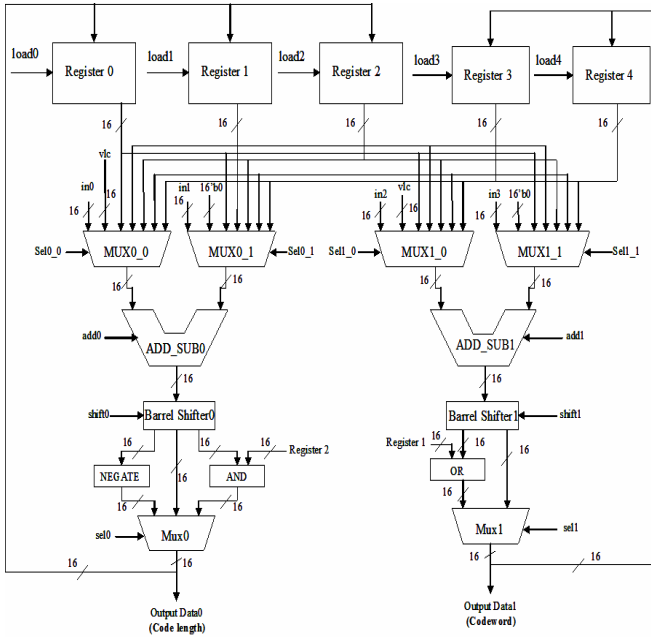 load0
Register 0
load1
Register 1
load2
Register 2
load3
Register 3
load4
Register 4
16
16
16
16
16
vlc
in0
16
16
in1
16'b0
16
in2
vlc
16
16
in3
16'b0
16
Sel0_0
MUX0_0
MUX0_1
Sel0_1
Sel1_0
MUX1_0
MUX1_1
Sel1_1
16
16
16
16
add0
ADD_SUB0
ADD_SUB1
add1
16
16
shift0
Barrel Shifter0
Barrel Shifter1
shift1
16
16
16
16
Register 2
Register 1
16
16
16
NEGATE
AND
OR
16
16
16
sel0
Mux0
Mux1
sel1
16
16
16
16
Output Data0
(Code length)
Output Data1
(Codeword)